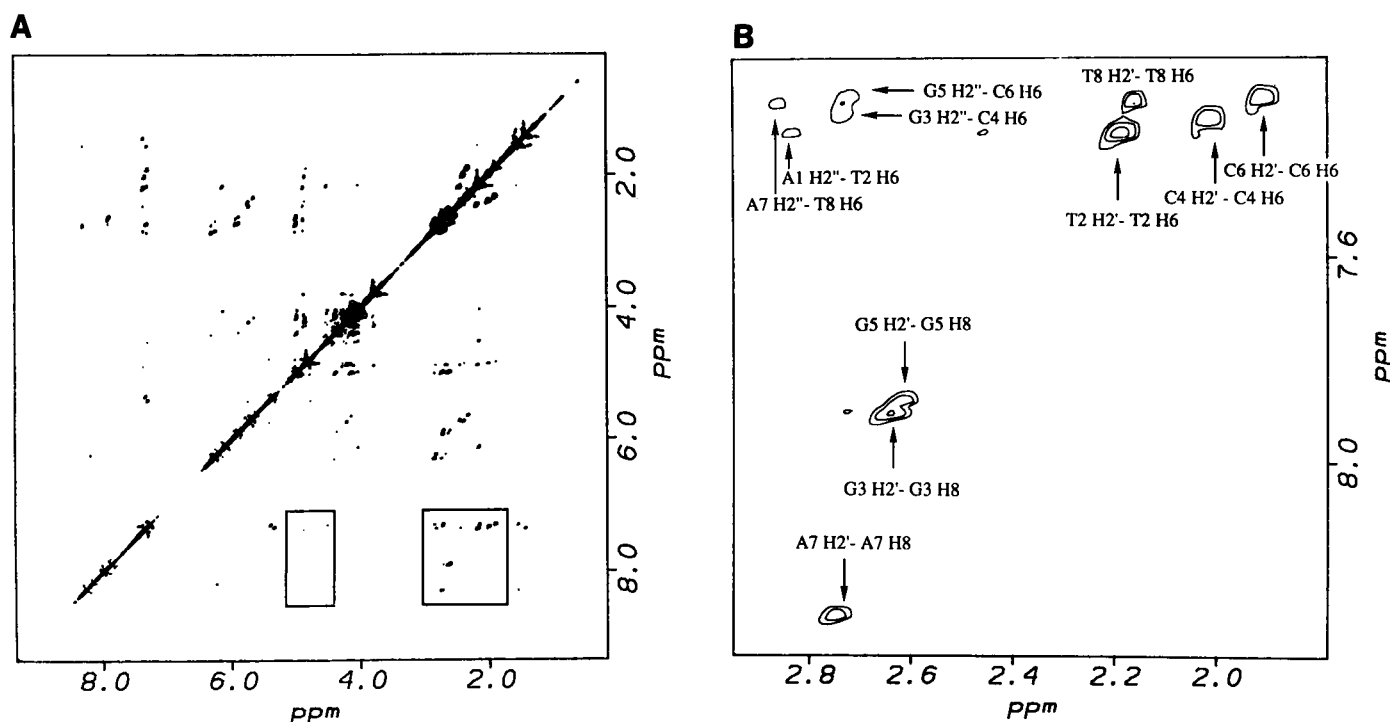 A
2.0
4.0
6.0
8.0
ppm
8.0 6.0 4.0 2.0
ppm
B
T8 H2'- T8 H6
G5 H2''- C6 H6
G3 H2''- C4 H6
A1 H2''- T2 H6
A7 H2''- T8 H6
C6 H2'- C6 H6
C4 H2' - C4 H6
T2 H2'- T2 H6
G5 H2'- G5 H8
G3 H2'- G3 H8
A7 H2'- A7 H8
7.6
8.0
ppm
2.8 2.6 2.4 2.2 2.0
ppm